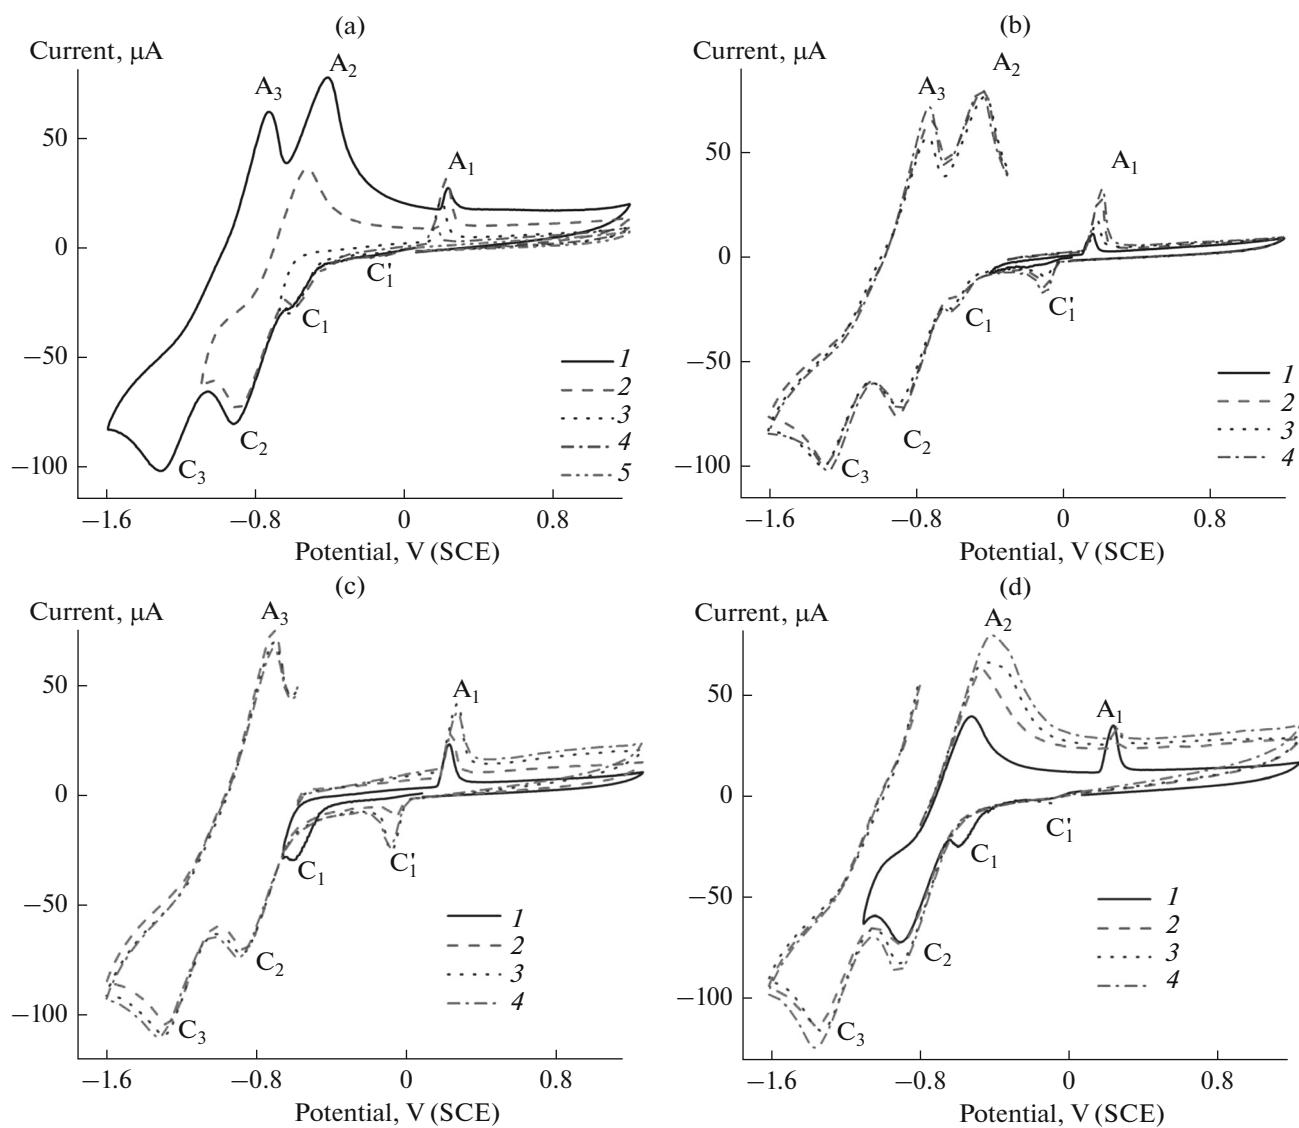 (a)
Current, μA
A₃
A₂
A₁
50
0
−50
−100
C₁′
C₁
C₂
C₃
1
2
3
4
5
−1.6
−0.8
0
0.8
Potential, V (SCE)
(b)
Current, μA
A₃
A₂
A₁
50
0
−50
−100
C₁
C₁′
C₂
C₃
1
2
3
4
−1.6
−0.8
0
0.8
Potential, V (SCE)
(c)
Current, μA
A₃
A₁
50
0
−50
−100
C₁
C₁′
C₂
C₃
1
2
3
4
−1.6
−0.8
0
0.8
Potential, V (SCE)
(d)
Current, μA
A₂
A₁
50
0
−50
−100
C₁
C₁′
C₂
C₃
1
2
3
4
−1.6
−0.8
0
0.8
Potential, V (SCE)